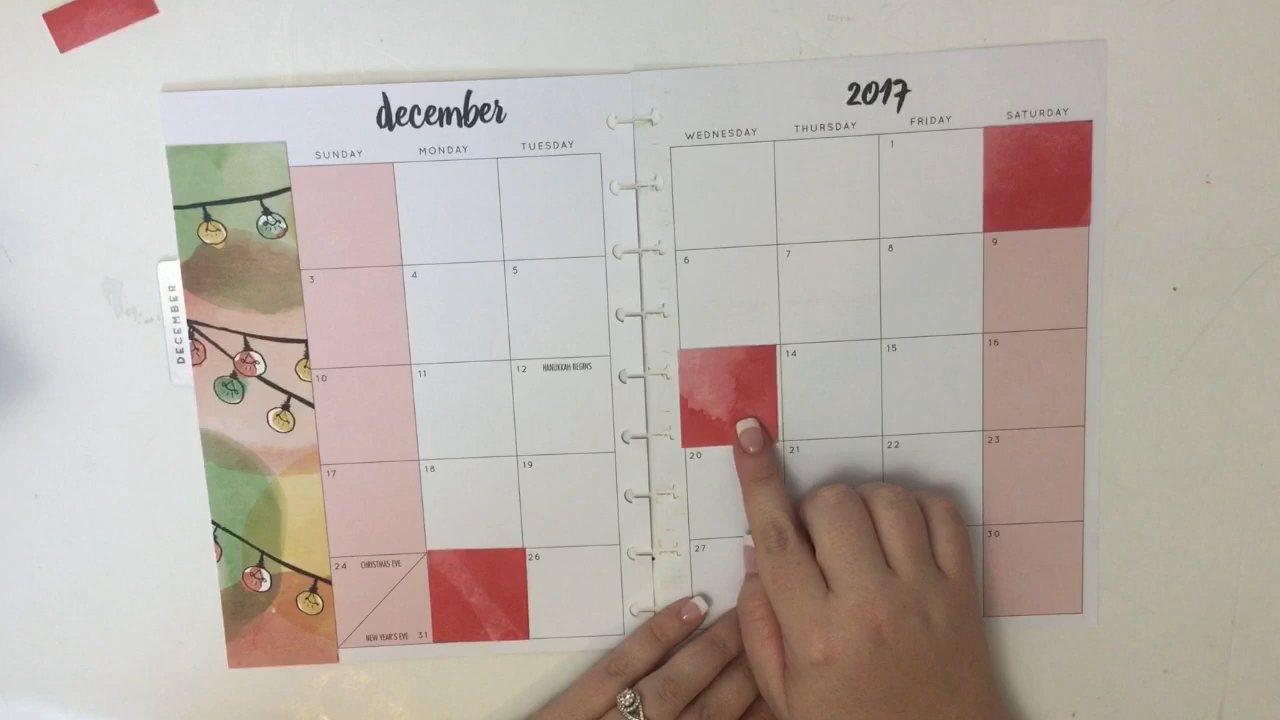 december
2017
SUNDAY MONDAY TUESDAY WEDNESDAY THURSDAY FRIDAY SATURDAY
1
3 4 5 6 7 8 9
10 11 12 HANUKKAH BEGINS 14 15 16
17 18 19 20 21 22 23
24 CHRISTMAS EVE 26 27 30
NEW YEAR'S EVE 31
DECEMBER